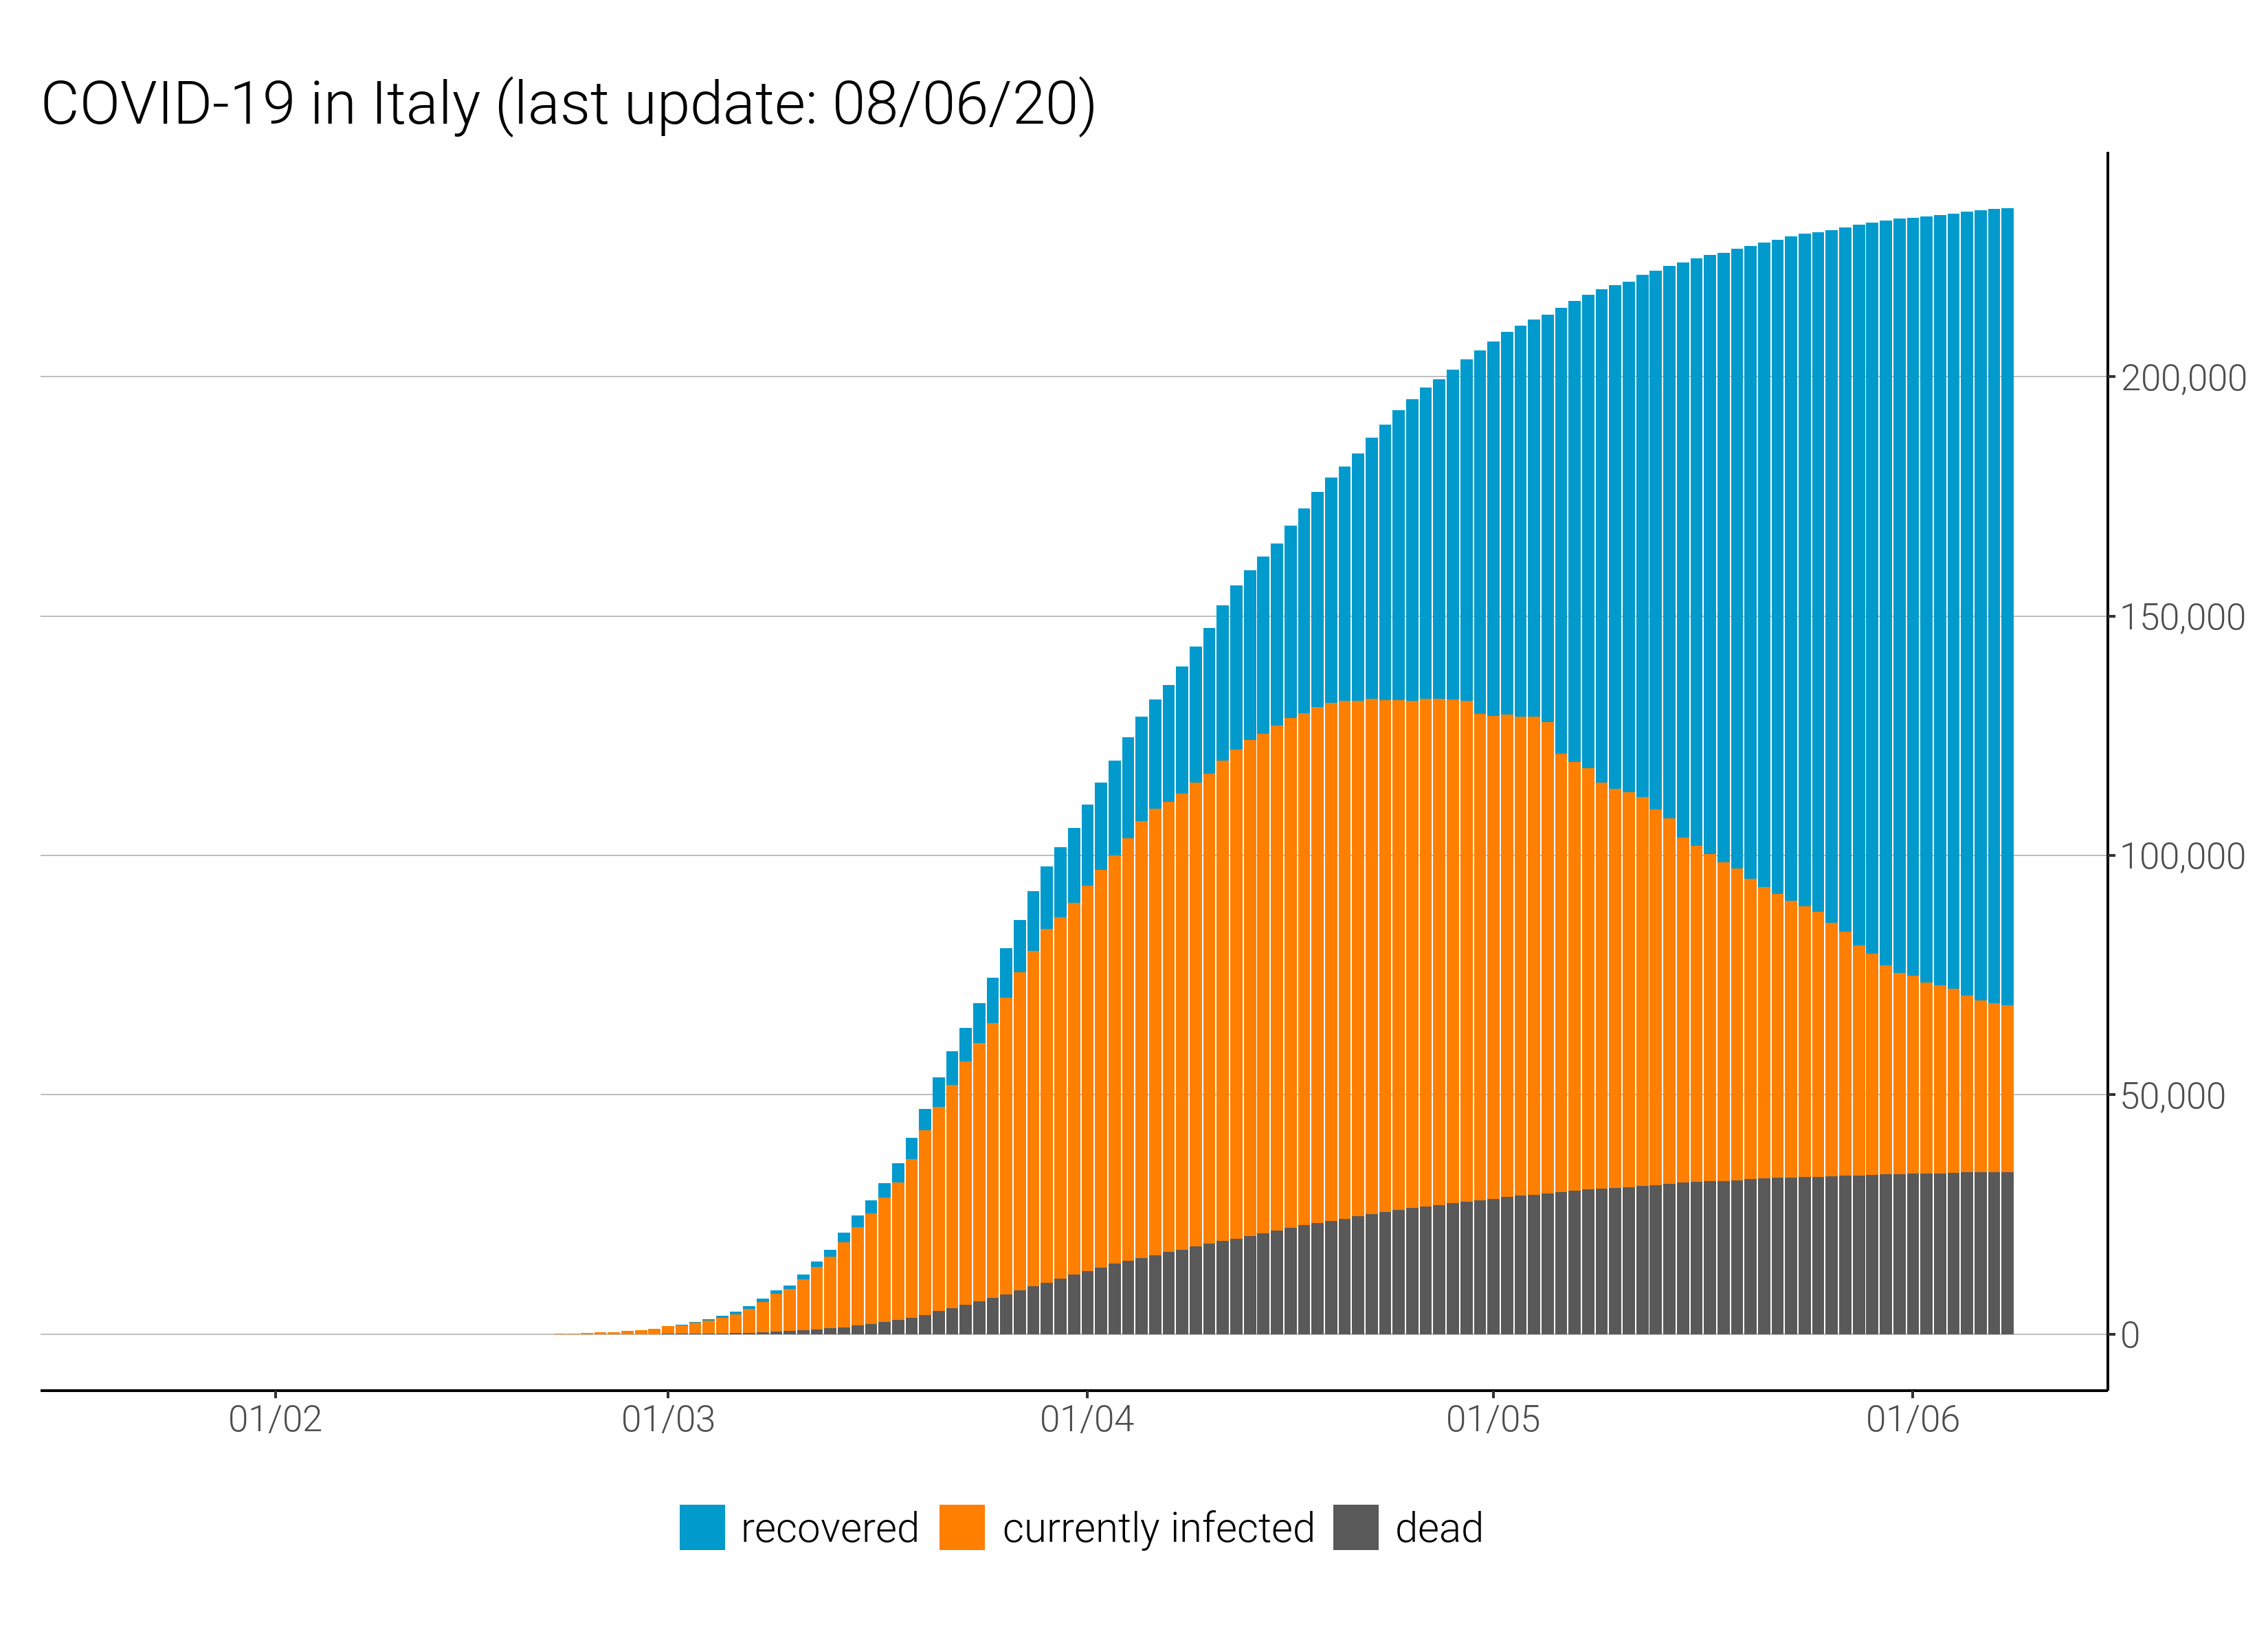 COVID-19 in Italy (last update: 08/06/20)
200,000
150,000
100,000
50,000
0
01/02 01/03 01/04 01/05 01/06
recovered currently infected dead